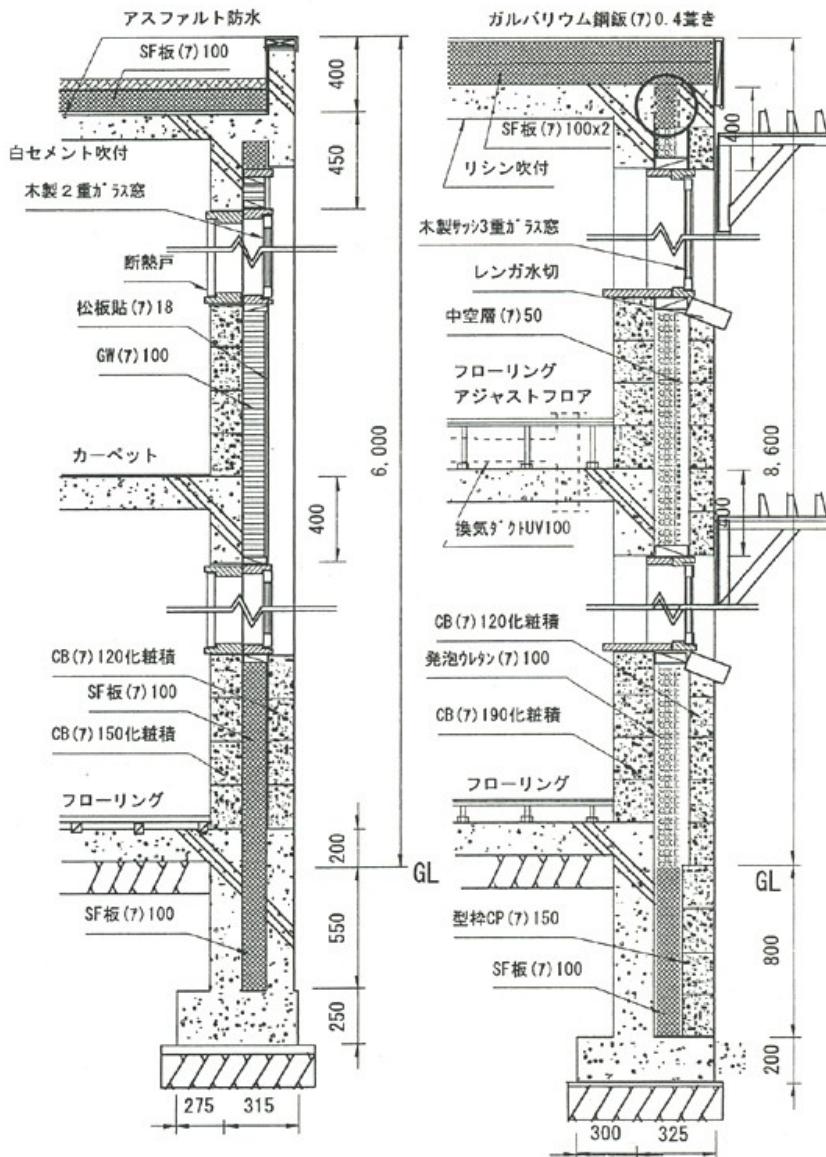 アスファルト防水
SF板(ｱ)100
白セメント吹付
木製２重ガラス窓
断熱戸
松板貼(ｱ)18
GW(ｱ)100
カーペット
CB(ｱ)120化粧積
SF板(ｱ)100
CB(ｱ)150化粧積
フローリング
SF板(ｱ)100
400
450
6,000
400
200
GL
550
250
275
315
ガルバリウム鋼鈑(ｱ)0.4葺き
SF板(ｱ)100x2
リシン吹付
400
木製サッシ3重ガラス窓
レンガ水切
中空層(ｱ)50
フローリング
アジャストフロア
8,600
400
換気ダクトUV100
CB(ｱ)120化粧積
発泡ウレタン(ｱ)100
CB(ｱ)190化粧積
フローリング
GL
型枠CP(ｱ)150
SF板(ｱ)100
800
200
300
325